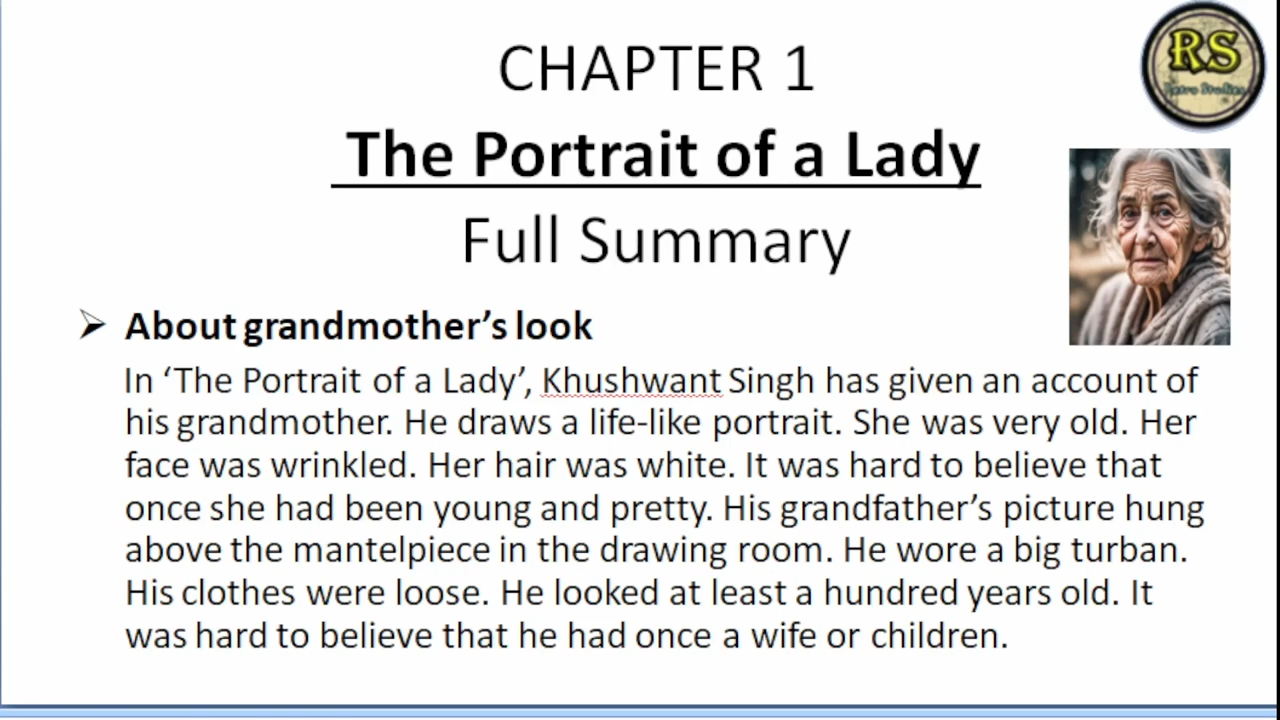 RS
Retro Studies
CHAPTER 1
The Portrait of a Lady
Full Summary
About grandmother’s look
In ‘The Portrait of a Lady’, Khushwant Singh has given an account of
his grandmother. He draws a life-like portrait. She was very old. Her
face was wrinkled. Her hair was white. It was hard to believe that
once she had been young and pretty. His grandfather’s picture hung
above the mantelpiece in the drawing room. He wore a big turban.
His clothes were loose. He looked at least a hundred years old. It
was hard to believe that he had once a wife or children.